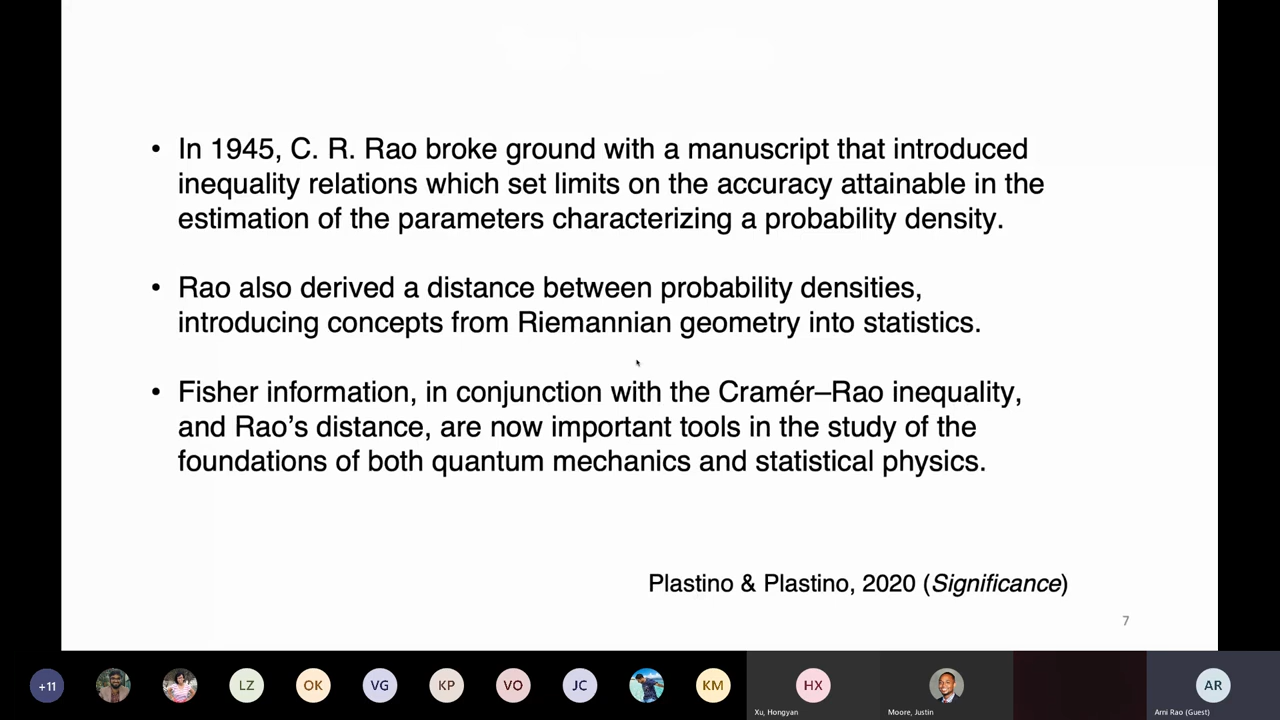 • In 1945, C. R. Rao broke ground with a manuscript that introduced
inequality relations which set limits on the accuracy attainable in the
estimation of the parameters characterizing a probability density.
• Rao also derived a distance between probability densities,
introducing concepts from Riemannian geometry into statistics.
• Fisher information, in conjunction with the Cramér–Rao inequality,
and Rao’s distance, are now important tools in the study of the
foundations of both quantum mechanics and statistical physics.
Plastino & Plastino, 2020 (Significance)
7
+11 LZ OK VG KP VO JC KM HX AR
Xu, Hongyan Moore, Justin Arni Rao (Guest)